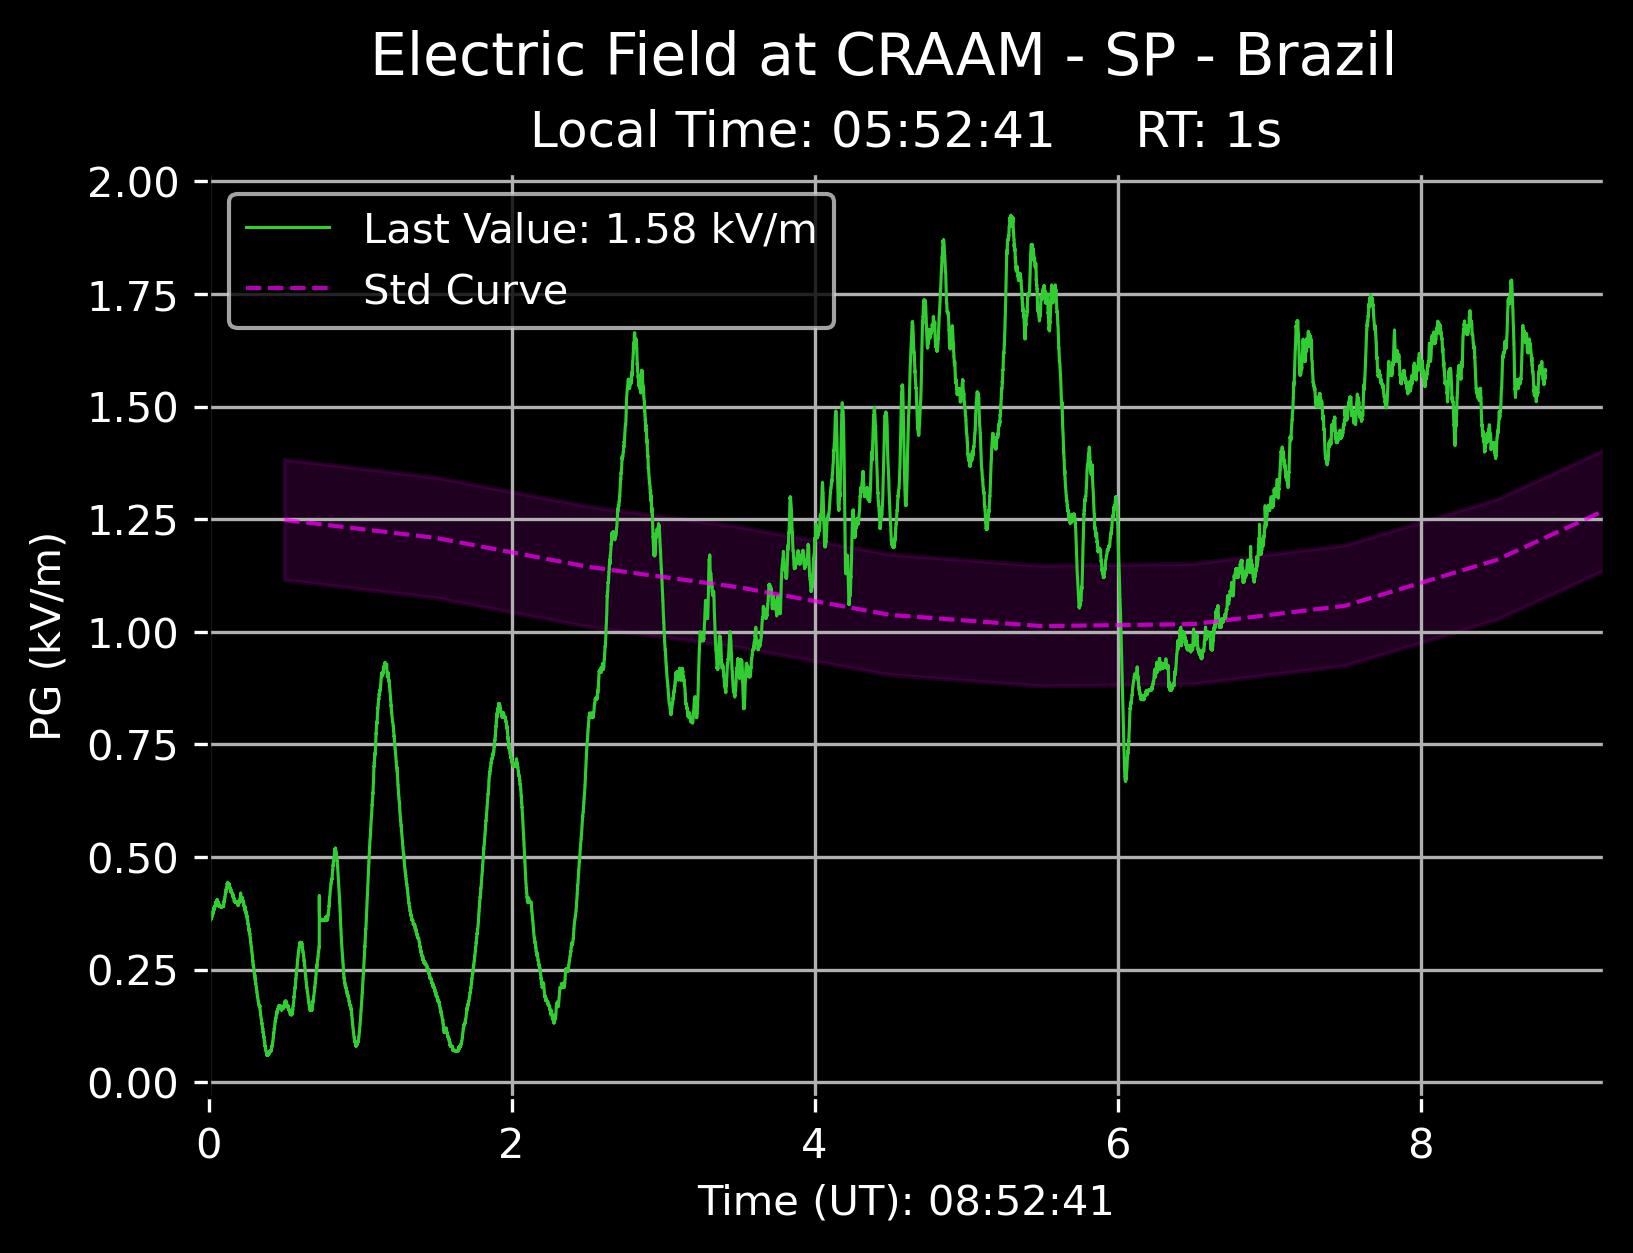 Electric Field at CRAAM - SP - Brazil
Local Time: 05:52:41 RT: 1s
Last Value: 1.58 kV/m
Std Curve
PG (kV/m)
2.00
1.75
1.50
1.25
1.00
0.75
0.50
0.25
0.00
0 2 4 6 8
Time (UT): 08:52:41